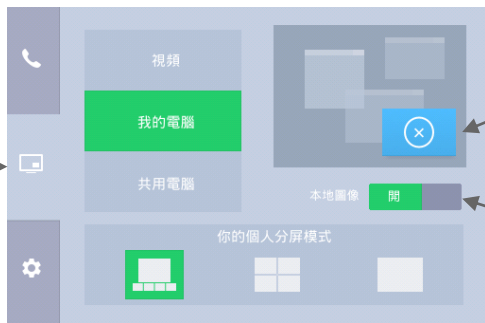 視頻
我的電腦
共用電腦
本地圖像
開
你的個人分屏模式